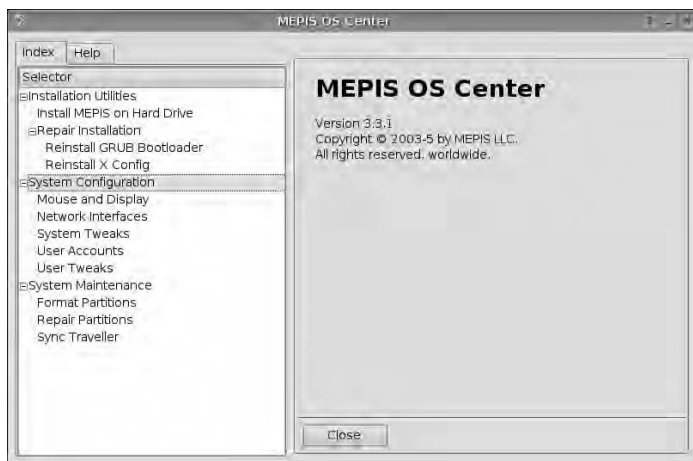 MEPIS OS Center
Index Help
Selector
Installation Utilities
Install MEPIS on Hard Drive
Repair Installation
Reinstall GRUB Bootloader
Reinstall X Config
System Configuration
Mouse and Display
Network Interfaces
System Tweaks
User Accounts
User Tweaks
System Maintenance
Format Partitions
Repair Partitions
Sync Traveller
MEPIS OS Center
Version 3.3.1
Copyright © 2003-5 by MEPIS LLC.
All rights reserved, worldwide.
Close